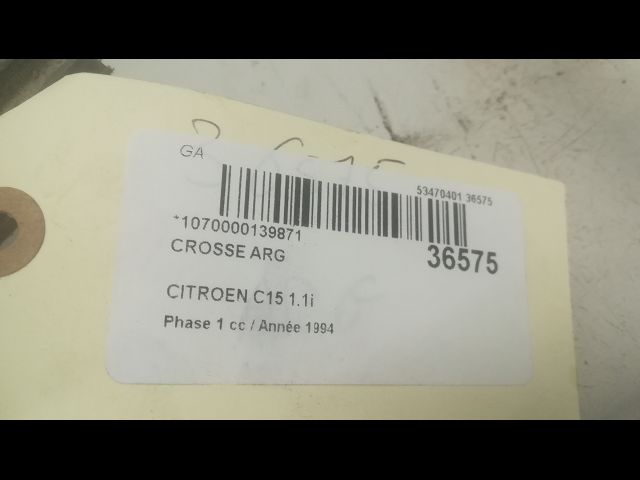 GA
53470401 36575
*1070000139871
36575
CROSSE ARG
CITROEN C15 1.1i
Phase 1 cc / Année 1994